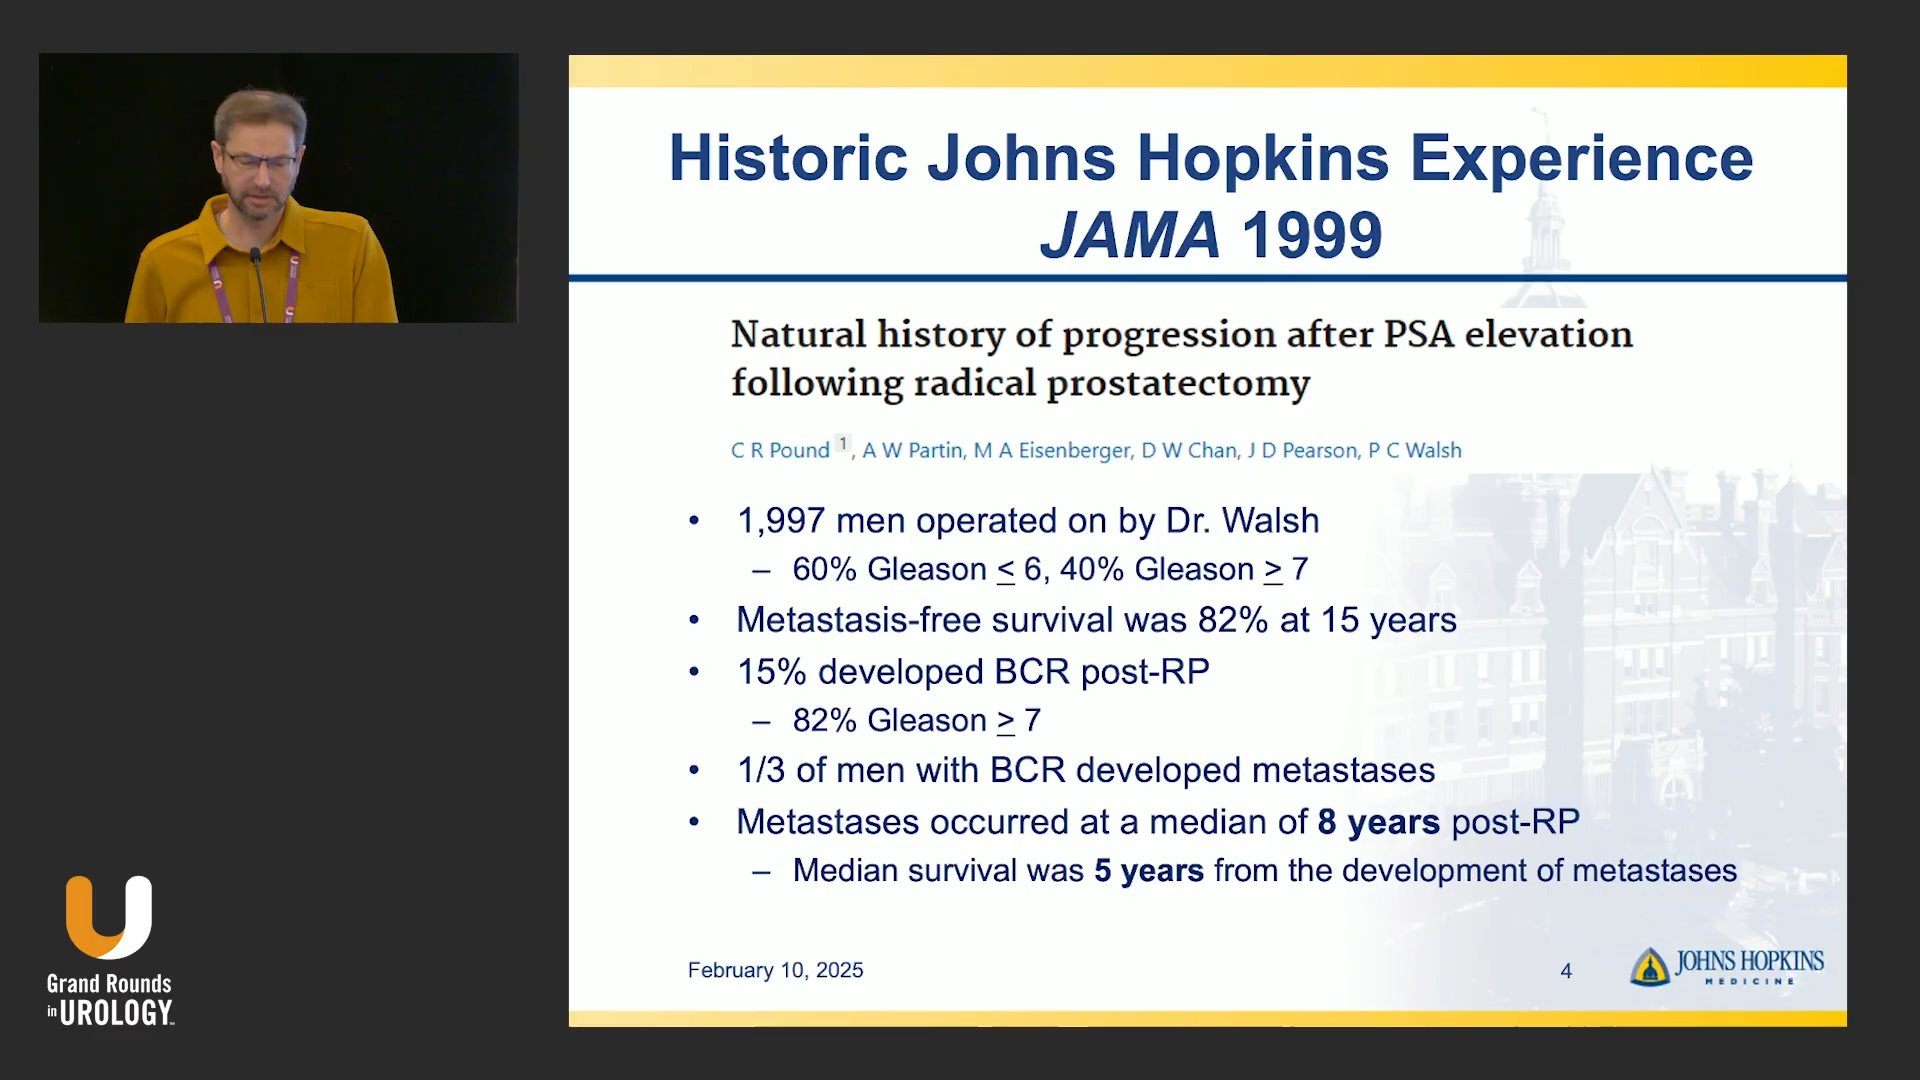 Historic Johns Hopkins Experience
JAMA 1999
Natural history of progression after PSA elevation
following radical prostatectomy
C R Pound 1, A W Partin, M A Eisenberger, D W Chan, J D Pearson, P C Walsh
• 1,997 men operated on by Dr. Walsh
– 60% Gleason ≤ 6, 40% Gleason ≥ 7
• Metastasis-free survival was 82% at 15 years
• 15% developed BCR post-RP
– 82% Gleason ≥ 7
• 1/3 of men with BCR developed metastases
• Metastases occurred at a median of 8 years post-RP
– Median survival was 5 years from the development of metastases
February 10, 2025
4
JOHNS HOPKINS
MEDICINE
Grand Rounds
in UROLOGY